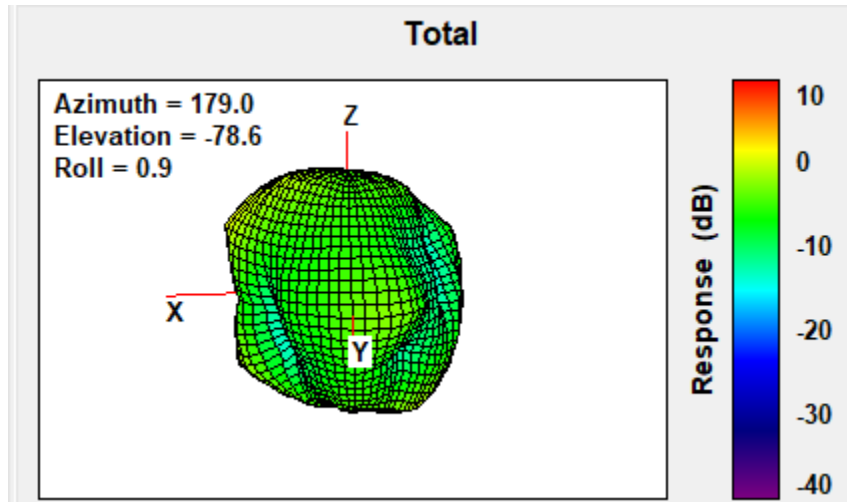 Total
Azimuth = 179.0
Elevation = -78.6
Roll = 0.9
Z
X
Y
Response (dB)
10
0
-10
-20
-30
-40